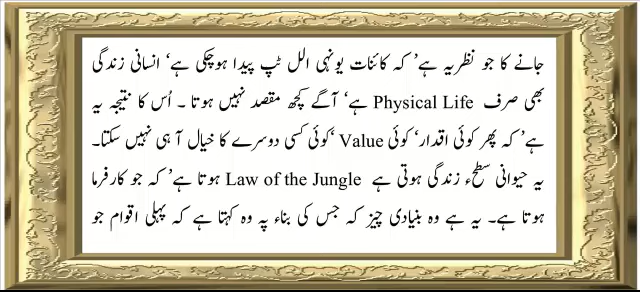 جانے کا جو نظریہ ہے’ کہ کائنات یونہی الل ٹپ پیدا ہوچکی ہے‘ انسانی زندگی
بھی صرف Physical Life ہے‘ آگے کچھ مقصد نہیں ہوتا ۔ اُس کا نتیجہ یہ
ہے’ کہ پھر کوئی اقدار‘ کوئی Value ‘کوئی کسی دوسرے کا خیال آ ہی نہیں سکتا۔
یہ حیوانی سطحٔ زندگی ہوتی ہے Law of the Jungle ہوتا ہے’ کہ جو کارفرما
ہوتا ہے۔ یہ ہے وہ بنیادی چیز کہ جس کی بناء پہ وہ کہتا ہے کہ پہلی اقوام جو